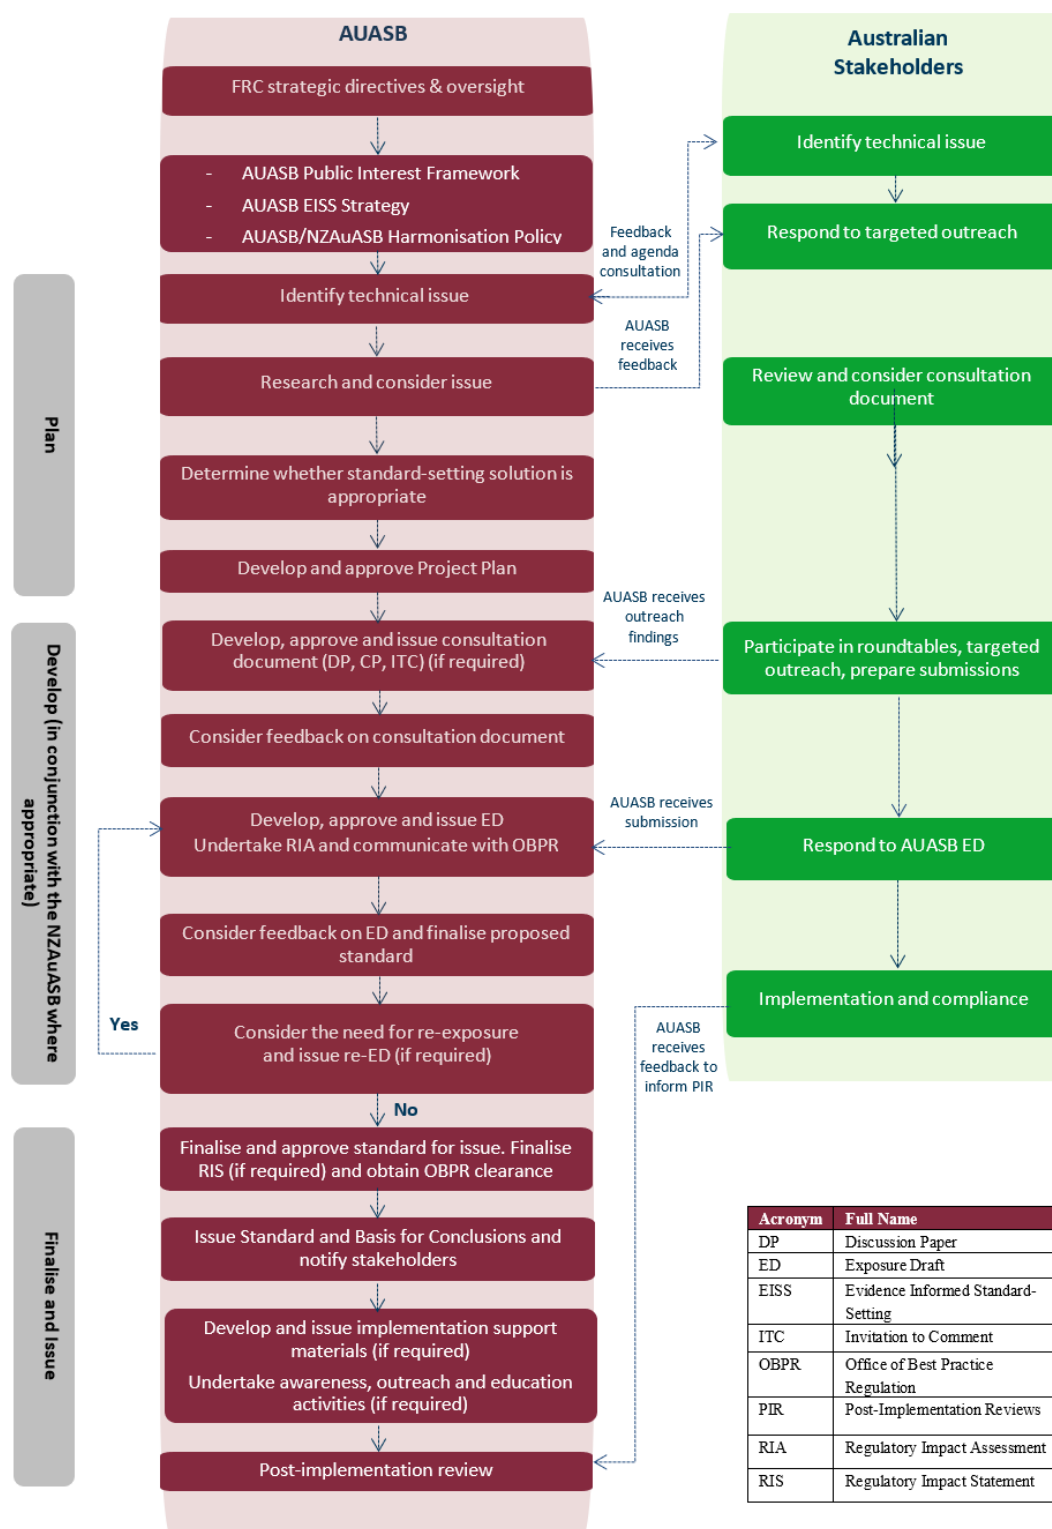 AUASB
FRC strategic directives & oversight
- AUASB Public Interest Framework
- AUASB EISS Strategy
- AUASB/NZAuASB Harmonisation Policy
Identify technical issue
Research and consider issue
Determine whether standard-setting solution is
appropriate
Develop and approve Project Plan
Develop, approve and issue consultation
document (DP, CP, ITC) (if required)
Consider feedback on consultation document
Develop, approve and issue ED
Undertake RIA and communicate with OBPR
Consider feedback on ED and finalise proposed
standard
Consider the need for re-exposure
and issue re-ED (if required)
Yes
No
Finalise and approve standard for issue. Finalise
RIS (if required) and obtain OBPR clearance
Issue Standard and Basis for Conclusions and
notify stakeholders
Develop and issue implementation support
materials (if required)
Undertake awareness, outreach and education
activities (if required)
Post-implementation review
Plan
Develop (in conjunction with the NZAuASB where
appropriate)
Finalise and Issue
Feedback
and agenda
consultation
AUASB
receives
feedback
AUASB receives
outreach
findings
AUASB receives
submission
AUASB
receives
feedback to
inform PIR
Australian
Stakeholders
Identify technical issue
Respond to targeted outreach
Review and consider consultation
document
Participate in roundtables, targeted
outreach, prepare submissions
Respond to AUASB ED
Implementation and compliance
Acronym Full Name
DP Discussion Paper
ED Exposure Draft
EISS Evidence Informed Standard-
Setting
ITC Invitation to Comment
OBPR Office of Best Practice
Regulation
PIR Post-Implementation Reviews
RIA Regulatory Impact Assessment
RIS Regulatory Impact Statement